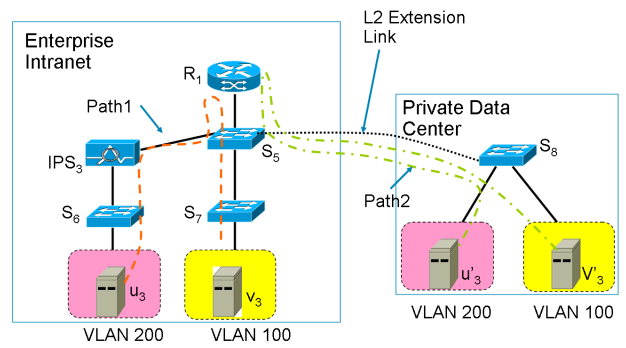 L2 Extension
Link
Enterprise
Intranet
R1
Path1
Private Data
Center
IPS3
S5
S8
Path2
S6
S7
u3
v3
u'3
V'3
VLAN 200
VLAN 100
VLAN 200
VLAN 100